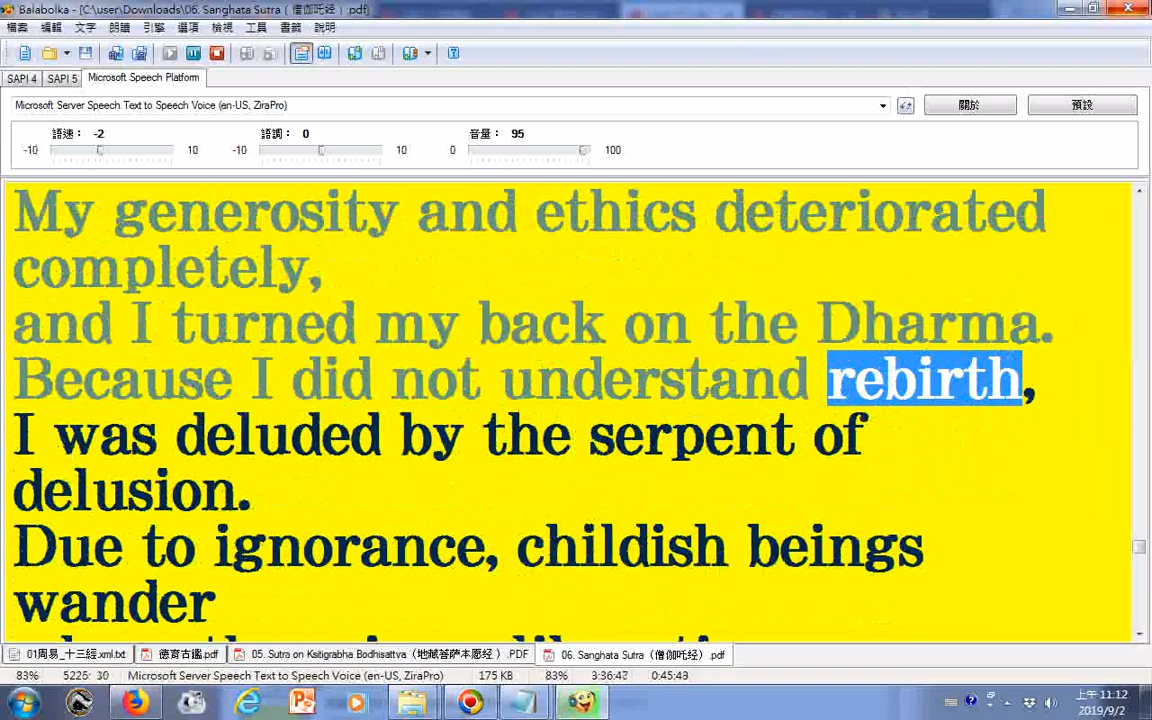 Balabolka - [C:\user\Downloads\06. Sanghata Sutra（僧伽吒经）.pdf]
檔案 編輯 文字 朗讀 引擎 選項 檢視 工具 書籤 說明
SAPI 4 SAPI 5 Microsoft Speech Platform
Microsoft Server Speech Text to Speech Voice (en-US, ZiraPro) 關於 預設
語速： -2 語調： 0 音量： 95
-10 10 -10 10 0 100
My generosity and ethics deteriorated
completely,
and I turned my back on the Dharma.
Because I did not understand rebirth,
I was deluded by the serpent of
delusion.
Due to ignorance, childish beings
wander
01周易_十三經.xml.txt 德育古鑑.pdf 05. Sutra on Ksitigrabha Bodhisattva（地藏菩萨本愿经）.PDF 06. Sanghata Sutra（僧伽吒经）.pdf
83% 5225: 30 Microsoft Server Speech Text to Speech Voice (en-US, ZiraPro) 175 KB 83% 3:36:42 0:45:43
上午 11:12
2019/9/2